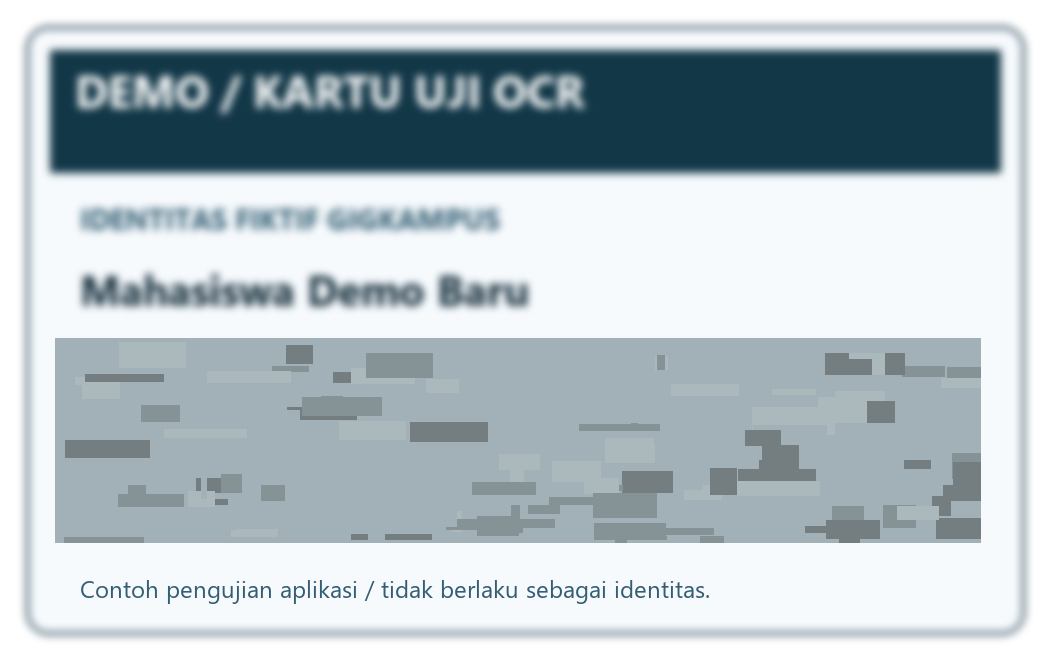 DEMO / KARTU UJI OCR
IDENTITAS FIKTIF GIGKAMPUS
Mahasiswa Demo Baru
Contoh pengujian aplikasi / tidak berlaku sebagai identitas.